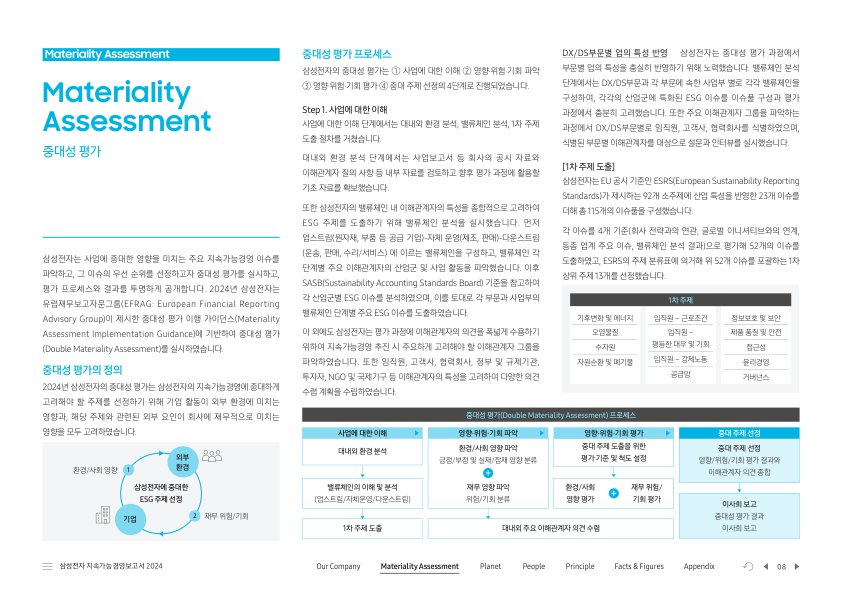 Materiality Assessment
Materiality
Assessment
중대성 평가
삼성전자는 사업에 중대한 영향을 미치는 주요 지속가능경영 이슈를
파악하고, 그 이슈의 우선 순위를 선정하고자 중대성 평가를 실시하고,
평가 프로세스와 결과를 투명하게 공개합니다. 2024년 삼성전자는
유럽재무보고자문그룹(EFRAG: European Financial Reporting
Advisory Group)이 제시한 중대성 평가 이행 가이던스(Materiality
Assessment Implementation Guidance)에 기반하여 중대성 평가
(Double Materiality Assessment)를 실시하였습니다.
중대성 평가의 정의
2024년 삼성전자의 중대성 평가는 삼성전자의 지속가능경영에 중대하게
고려해야 할 주제를 선정하기 위해 기업 활동이 외부 환경에 미치는
영향과, 해당 주제와 관련된 외부 요인이 회사에 재무적으로 미치는
영향을 모두 고려하였습니다.
외부
환경
환경/사회 영향
1
삼성전자에 중대한
ESG 주제 선정
기업
2
재무 위험/기회
중대성 평가 프로세스
삼성전자의 중대성 평가는 ① 사업에 대한 이해 ② 영향·위험·기회 파악
③ 영향·위험·기회 평가 ④ 중대 주제 선정의 4단계로 진행되었습니다.
Step 1. 사업에 대한 이해
사업에 대한 이해 단계에서는 대내외 환경 분석, 밸류체인 분석, 1차 주제
도출 절차를 거쳤습니다.
대내외 환경 분석 단계에서는 사업보고서 등 회사의 공시 자료와
이해관계자 질의 사항 등 내부 자료를 검토하고 향후 평가 과정에 활용할
기초 자료를 확보했습니다.
또한 삼성전자의 밸류체인 내 이해관계자의 특성을 종합적으로 고려하여
ESG 주제를 도출하기 위해 밸류체인 분석을 실시했습니다. 먼저
업스트림(원자재, 부품 등 공급 기업)-자체 운영(제조, 판매)-다운스트림
(운송, 판매, 수리/서비스) 에 이르는 밸류체인을 구성하고, 밸류체인 각
단계별 주요 이해관계자의 산업군 및 사업 활동을 파악했습니다. 이후
SASB(Sustainability Accounting Standards Board) 기준을 참고하여
각 산업군별 ESG 이슈를 분석하였으며, 이를 토대로 각 부문과 사업부의
밸류체인 단계별 주요 ESG 이슈를 도출하였습니다.
이 외에도 삼성전자는 평가 과정에 이해관계자의 의견을 폭넓게 수용하기
위하여 지속가능경영 추진 시 주요하게 고려해야 할 이해관계자 그룹을
파악하였습니다. 또한 임직원, 고객사, 협력회사, 정부 및 규제기관,
투자자, NGO 및 국제기구 등 이해관계자의 특성을 고려하여 다양한 의견
수렴 계획을 수립하였습니다.
DX/DS부문별 업의 특성 반영 삼성전자는 중대성 평가 과정에서
부문별 업의 특성을 충실히 반영하기 위해 노력했습니다. 밸류체인 분석
단계에서는 DX/DS부문과 각 부문에 속한 사업부 별로 각각 밸류체인을
구성하여, 각각의 산업군에 특화된 ESG 이슈를 이슈풀 구성과 평가
과정에서 충분히 고려했습니다. 또한 주요 이해관계자 그룹을 파악하는
과정에서 DX/DS부문별로 임직원, 고객사, 협력회사를 식별하였으며,
식별된 부문별 이해관계자를 대상으로 설문과 인터뷰를 실시했습니다.
[1차 주제 도출]
삼성전자는 EU 공시 기준인 ESRS(European Sustainability Reporting
Standards)가 제시하는 92개 소주제에 산업 특성을 반영한 23개 이슈를
더해 총 115개의 이슈풀을 구성했습니다.
각 이슈를 4개 기준(회사 전략과의 연관, 글로벌 이니셔티브와의 연계,
동종 업계 주요 이슈, 밸류체인 분석 결과)으로 평가해 52개의 이슈를
도출하였고, ESRS의 주제 분류표에 의거해 위 52개 이슈를 포괄하는 1차
상위 주제 13개를 선정했습니다.
1차 주제
기후변화 및 에너지
오염물질
수자원
자원순환 및 폐기물
임직원 – 근로조건
임직원 –
평등한 대우 및 기회
임직원 – 강제노동
공급망
정보보호 및 보안
제품 품질 및 안전
접근성
윤리경영
거버넌스
중대성 평가(Double Materiality Assessment) 프로세스
사업에 대한 이해
대내외 환경 분석
밸류체인의 이해 및 분석
(업스트림/자체운영/다운스트림)
1차 주제 도출
영향·위험·기회 파악
환경/사회 영향 파악
긍정/부정 및 실재/잠재 영향 분류
재무 영향 파악
위험/기회 분류
영향·위험·기회 평가
중대 주제 도출을 위한
평가 기준 및 척도 설정
환경/사회
영향 평가
재무 위험/
기회 평가
대내외 주요 이해관계자 의견 수렴
중대 주제 선정
중대 주제 선정
영향/위험/기회 평가 결과와
이해관계자 의견 종합
이사회 보고
중대성 평가 결과
이사회 보고
삼성전자 지속가능경영보고서 2024
Our Company Materiality Assessment Planet People Principle Facts & Figures Appendix 08